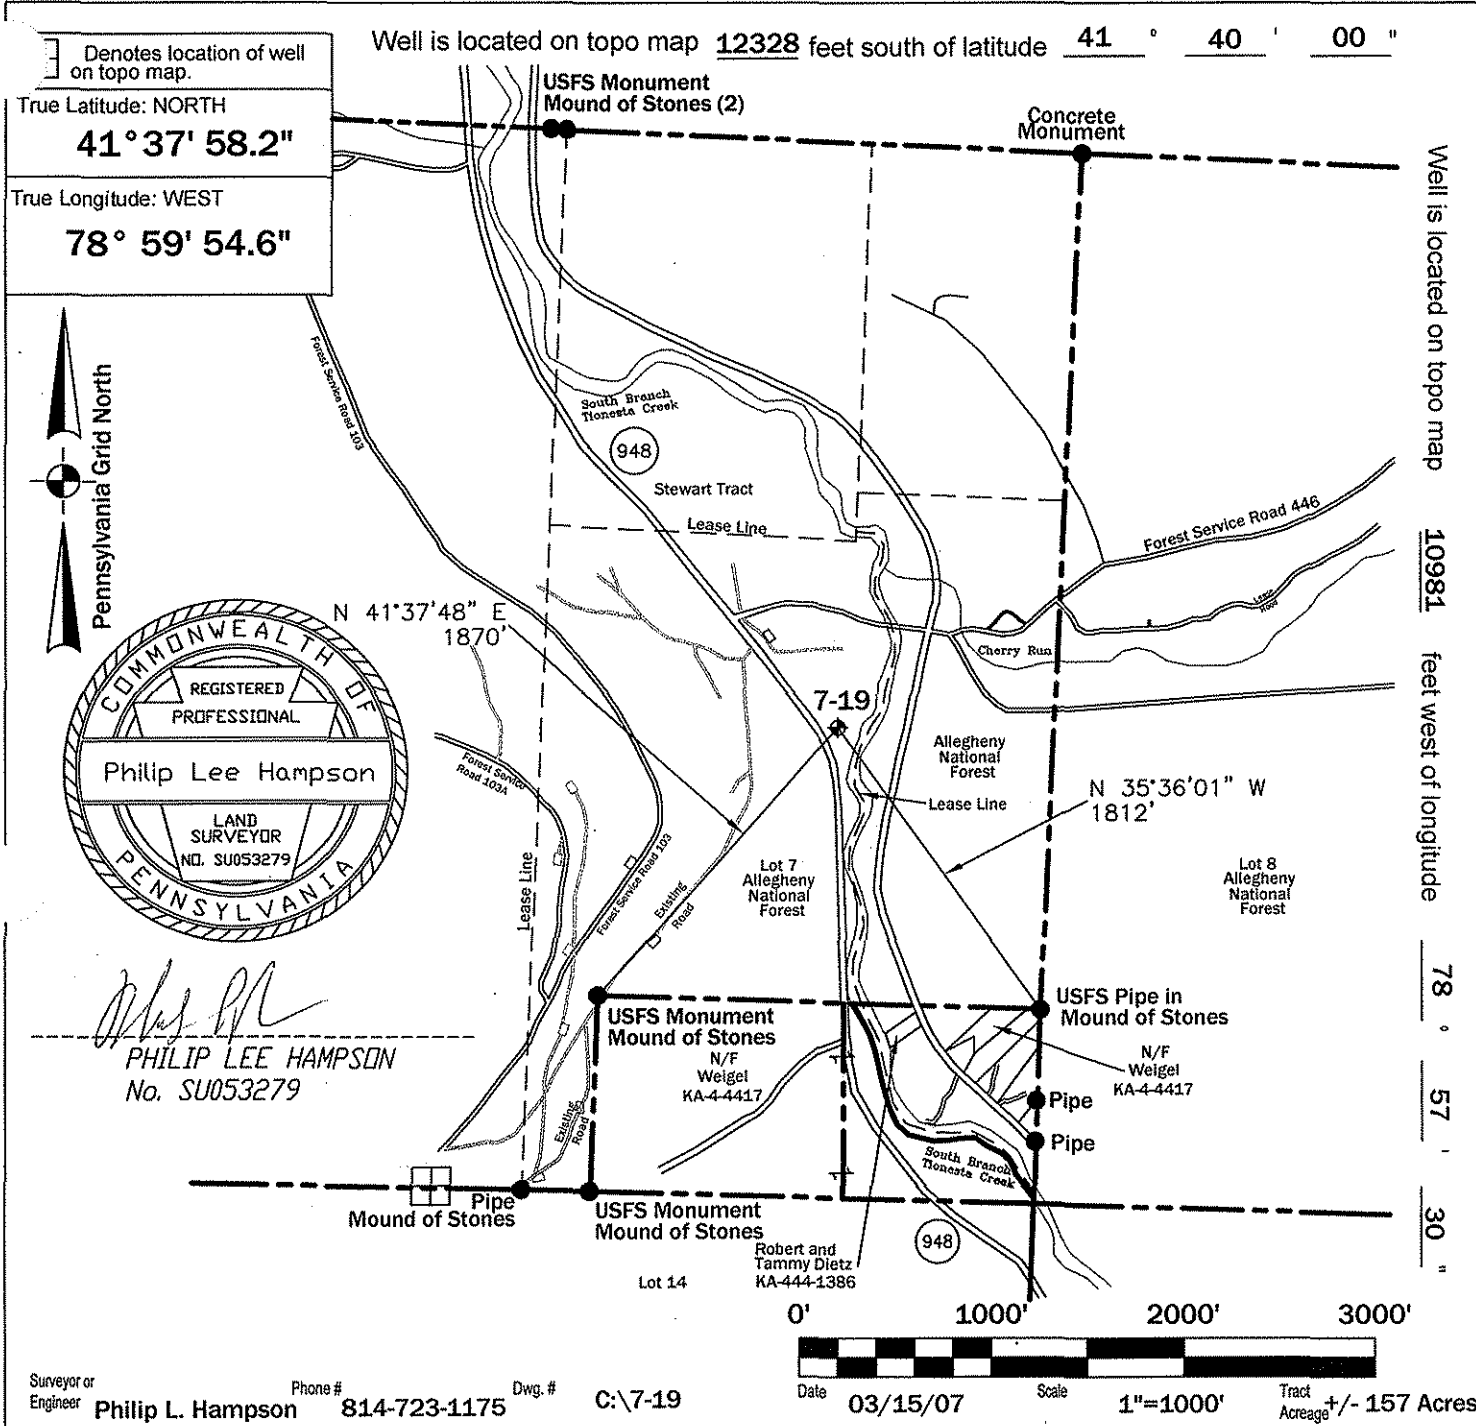 Well is located on topo map 12328 feet south of latitude 41 ° 40 ' 00 "
Denotes location of well
on topo map.
True Latitude: NORTH
41° 37' 58.2"
True Longitude: WEST
78° 59' 54.6"
USFS Monument
Mound of Stones (2)
Concrete
Monument
Well is located on topo map 10981 feet west of longitude 78 ° 57 ' 30 "
Pennsylvania Grid North
Forest Service Road 103
South Branch
Tionesta Creek
948
Stewart Tract
Lease Line
Forest Service Road 446
Lease
Road
Cherry Run
N 41°37'48" E
1870'
7-19
Allegheny
National
Forest
Lease Line
N 35°36'01" W
1812'
COMMONWEALTH OF
REGISTERED
PROFESSIONAL
Philip Lee Hampson
LAND
SURVEYOR
NO. SU053279
PENNSYLVANIA
Forest Service
Road 103A
Lease Line
Forest Service Road 103
Existing
Road
Lot 7
Allegheny
National
Forest
Lot 8
Allegheny
National
Forest
PHILIP LEE HAMPSON
No. SU053279
USFS Monument
Mound of Stones
N/F
Weigel
KA-4-4417
USFS Pipe in
Mound of Stones
N/F
Weigel
KA-4-4417
Pipe
Pipe
Existing
Road
South Branch
Tionesta Creek
Pipe
Mound of Stones
USFS Monument
Mound of Stones
948
Robert and
Tammy Dietz
KA-444-1386
Lot 14
0' 1000' 2000' 3000'
Surveyor or
Engineer Philip L. Hampson Phone # 814-723-1175 Dwg. # C:\7-19 Date 03/15/07 Scale 1"=1000' Tract
Acreage +/- 157 Acres